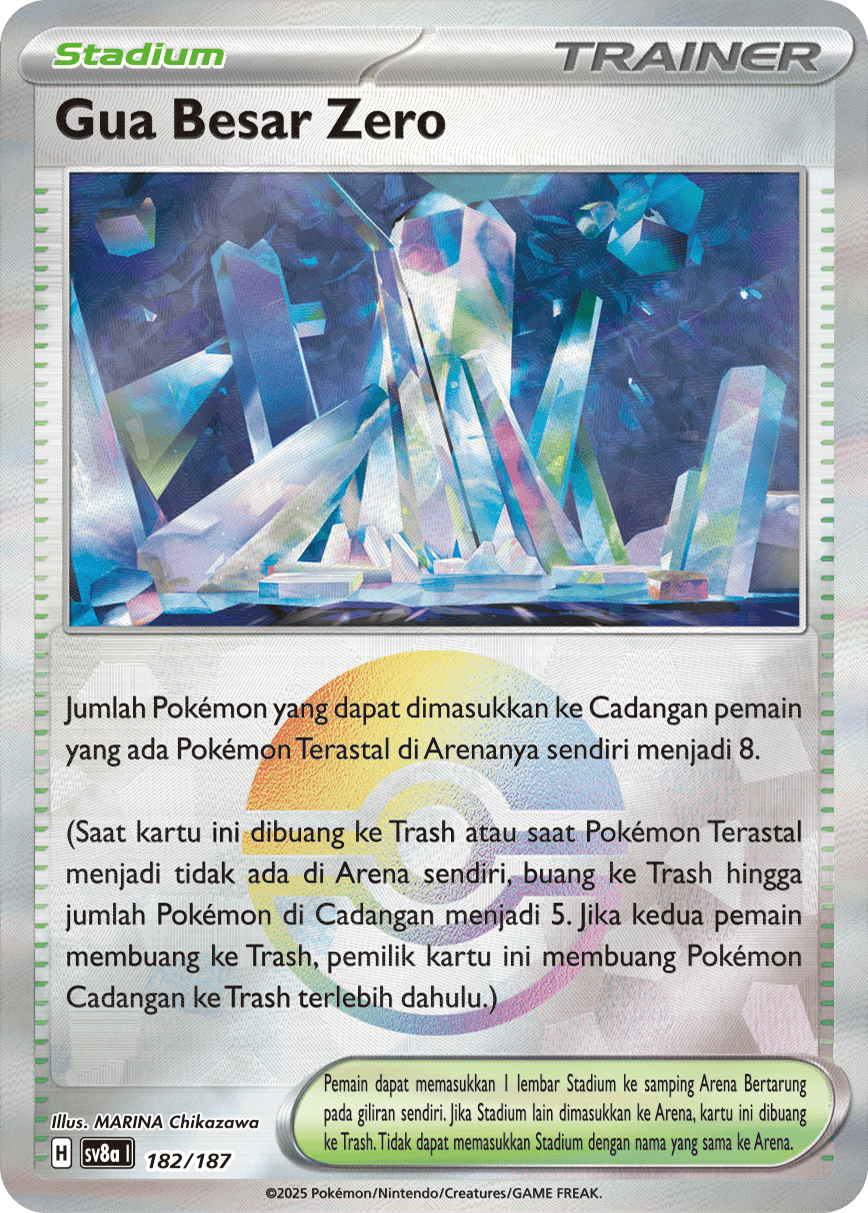 Stadium
TRAINER
Gua Besar Zero
Jumlah Pokémon yang dapat dimasukkan ke Cadangan pemain
yang ada Pokémon Terastal di Arenanya sendiri menjadi 8.
(Saat kartu ini dibuang ke Trash atau saat Pokémon Terastal
menjadi tidak ada di Arena sendiri, buang ke Trash hingga
jumlah Pokémon di Cadangan menjadi 5. Jika kedua pemain
membuang ke Trash, pemilik kartu ini membuang Pokémon
Cadangan ke Trash terlebih dahulu.)
Pemain dapat memasukkan 1 lembar Stadium ke samping Arena Bertarung
pada giliran sendiri. Jika Stadium lain dimasukkan ke Arena, kartu ini dibuang
ke Trash. Tidak dapat memasukkan Stadium dengan nama yang sama ke Arena.
Illus. MARINA Chikazawa
H sv8a I 182/187
©2025 Pokémon/Nintendo/Creatures/GAME FREAK.